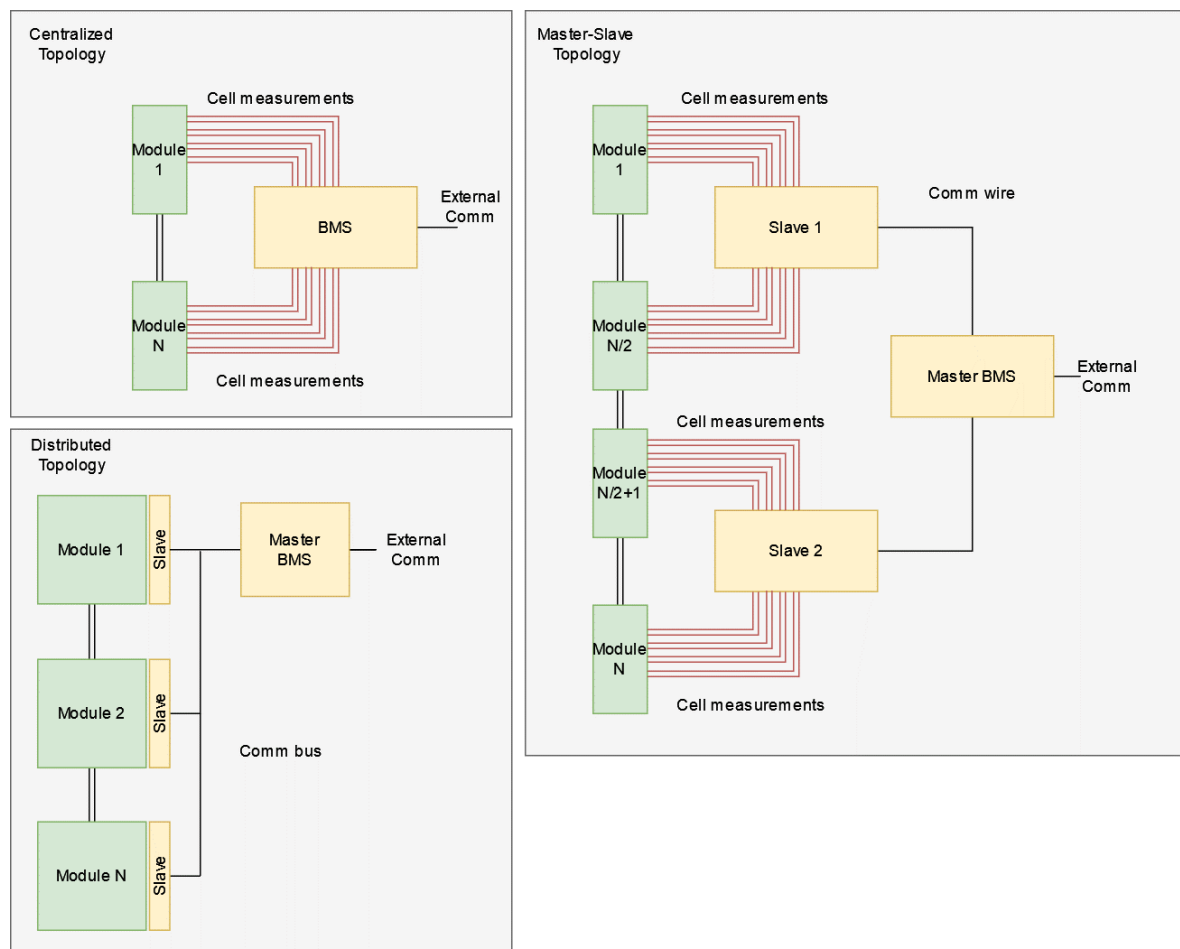 Centralized
Topology
Cell measurements
Module
1
External
Comm
BMS
Module
N
Cell measurements
Master-Slave
Topology
Cell measurements
Module
1
Comm wire
Slave 1
Module
N/2
Master BMS
External
Comm
Cell measurements
Module
N/2+1
Slave 2
Module
N
Cell measurements
Distributed
Topology
Module 1
Slave
Master
BMS
External
Comm
Module 2
Slave
Comm bus
Module N
Slave